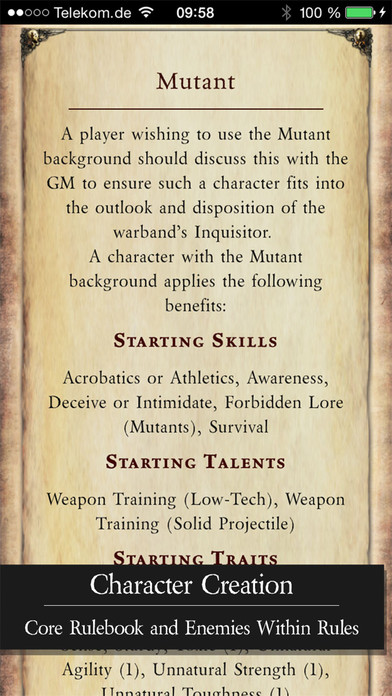 Telekom.de 09:58 100 %
Mutant
A player wishing to use the Mutant
background should discuss this with the
GM to ensure such a character fits into
the outlook and disposition of the
warband's Inquisitor.
A character with the Mutant
background applies the following
benefits:
STARTING SKILLS
Acrobatics or Athletics, Awareness,
Deceive or Intimidate, Forbidden Lore
(Mutants), Survival
STARTING TALENTS
Weapon Training (Low-Tech), Weapon
Training (Solid Projectile)
STARTING TRAITS
Character Creation
Core Rulebook and Enemies Within Rules
Agility (1), Unnatural Strength (1),
Unnatural Toughness (1)